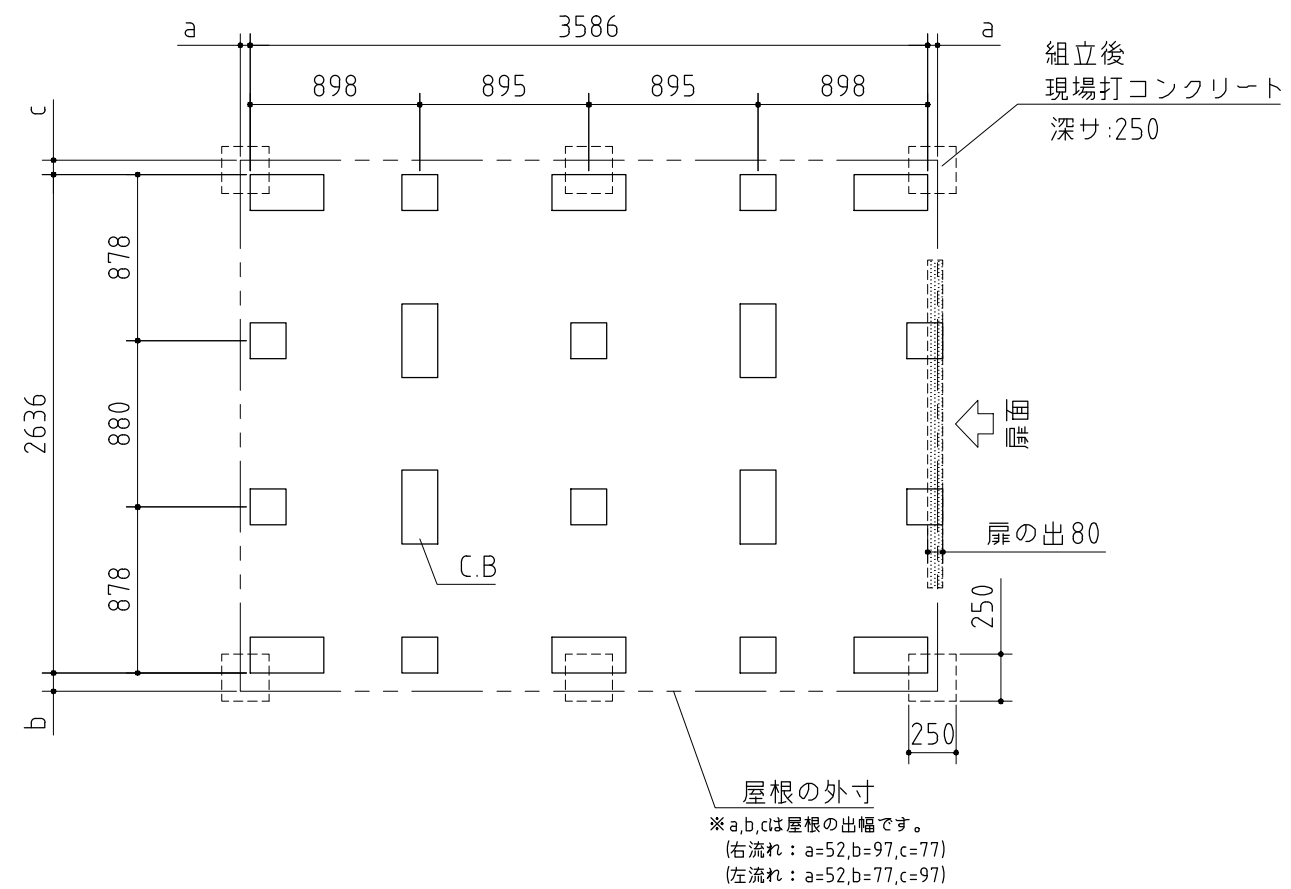 a
3586
a
898
895
895
898
組立後
現場打コンクリート
深サ:250
c
878
2636
880
878
b
扉面
扉の出80
C.B
250
250
屋根の外寸
※a,b,cは屋根の出幅です。
(右流れ：a=52,b=97,c=77)
(左流れ：a=52,b=77,c=97)